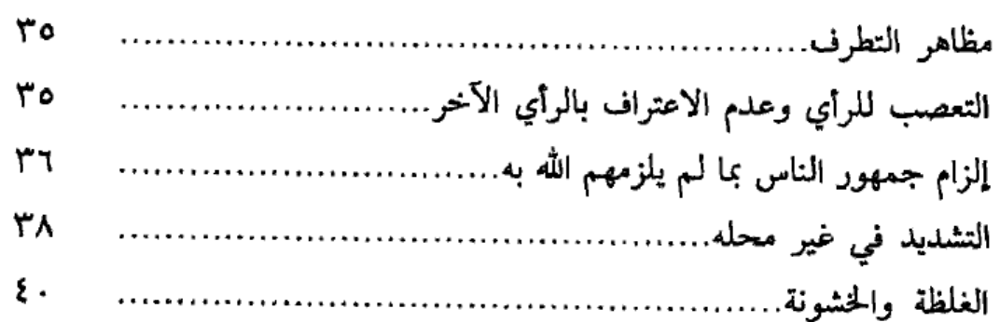 مظاهر التطرف ................................................ ٣٥
التعصب للرأي وعدم الاعتراف بالرأي الآخر ......................... ٣٥
إلزام جمهور الناس بما لم يلزمهم الله به ............................. ٣٦
التشديد في غير محله .......................................... ٣٨
الغلظة والخشونة ............................................. ٤٠